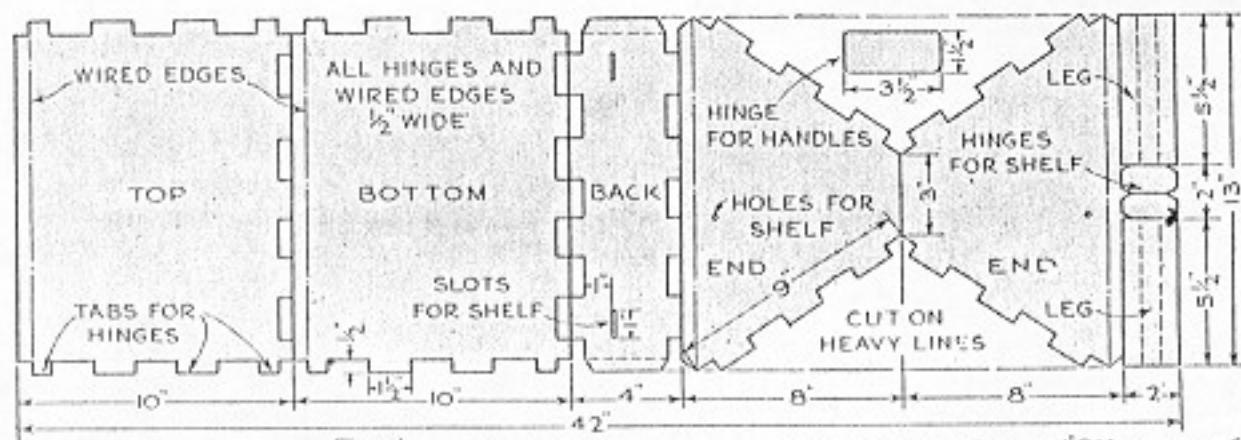 WIRED EDGES
ALL HINGES AND
WIRED EDGES
½" WIDE
TOP
BOTTOM
BACK
TABS FOR
HINGES
SLOTS
FOR SHELF
½"
1½"
1"
1"
HINGE
FOR HANDLES
3½"
1½"
HOLES FOR
SHELF
3"
9"
END
CUT ON
HEAVY LINES
HINGES
FOR SHELF
END
LEG
LEG
5½"
2"
5½"
13"
10"
10"
4"
8"
8"
2"
42"